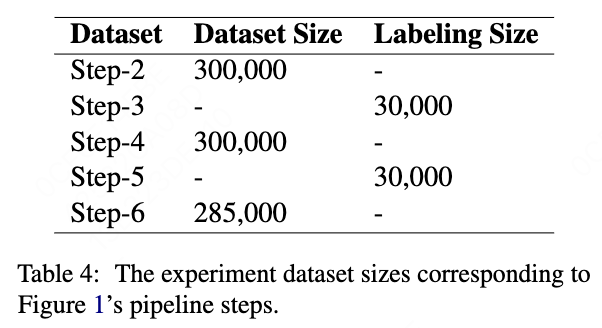 Dataset Dataset Size Labeling Size
Step-2 300,000 -
Step-3 - 30,000
Step-4 300,000 -
Step-5 - 30,000
Step-6 285,000 -
Table 4: The experiment dataset sizes corresponding to
Figure 1's pipeline steps.